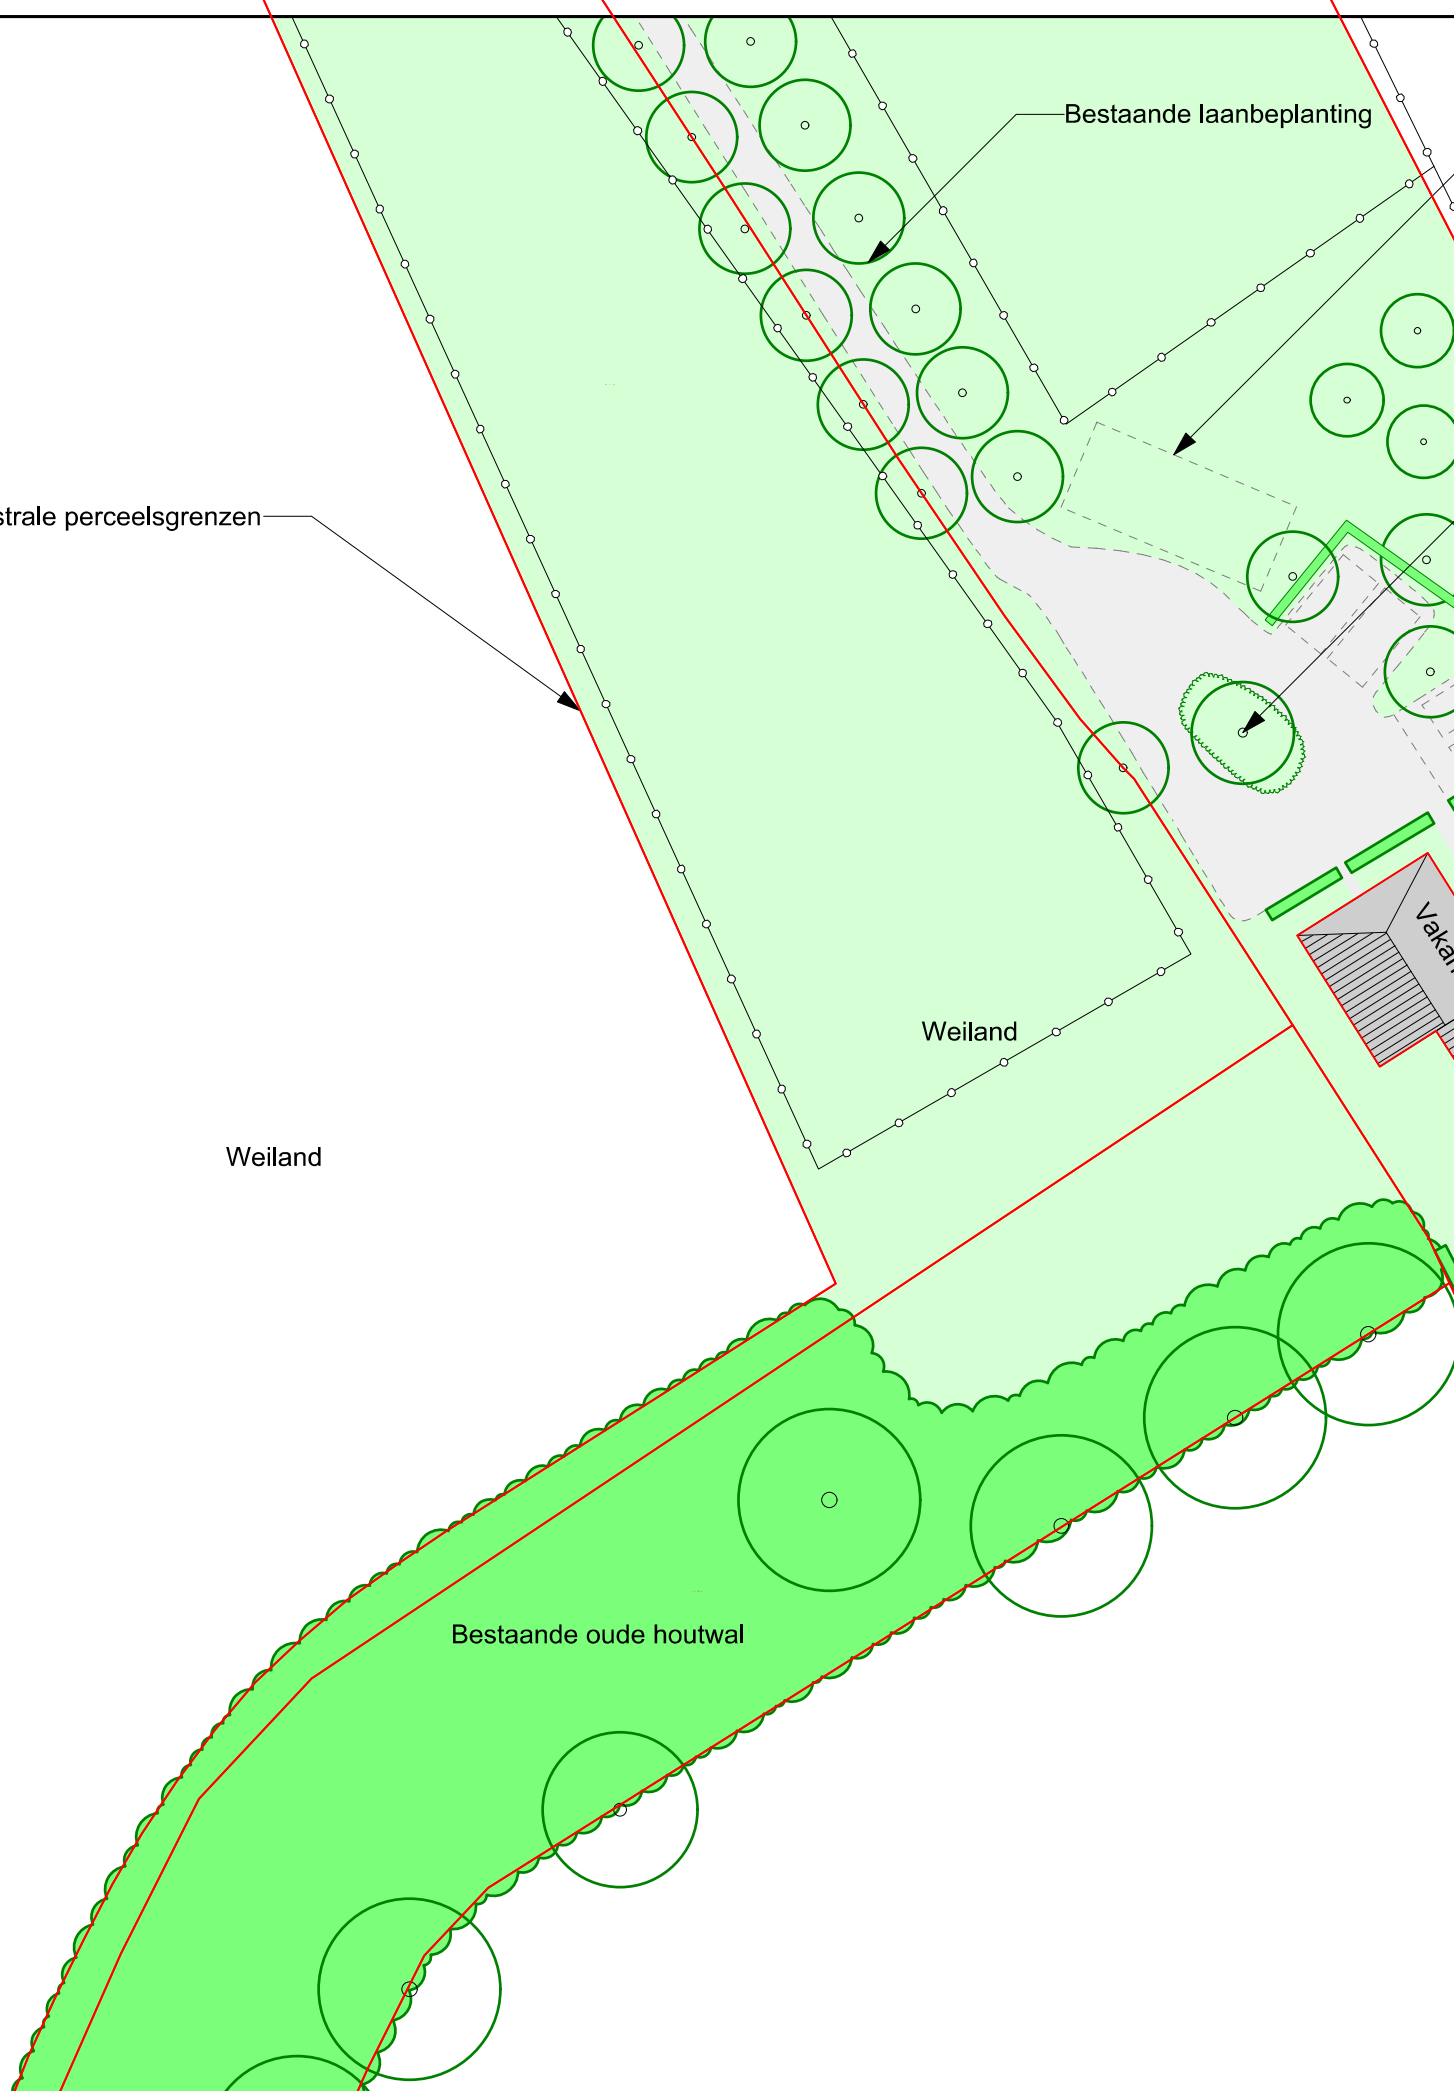 Bestaande laanbeplanting
strale perceelsgrenzen
Vakan
Weiland
Weiland
Bestaande oude houtwal